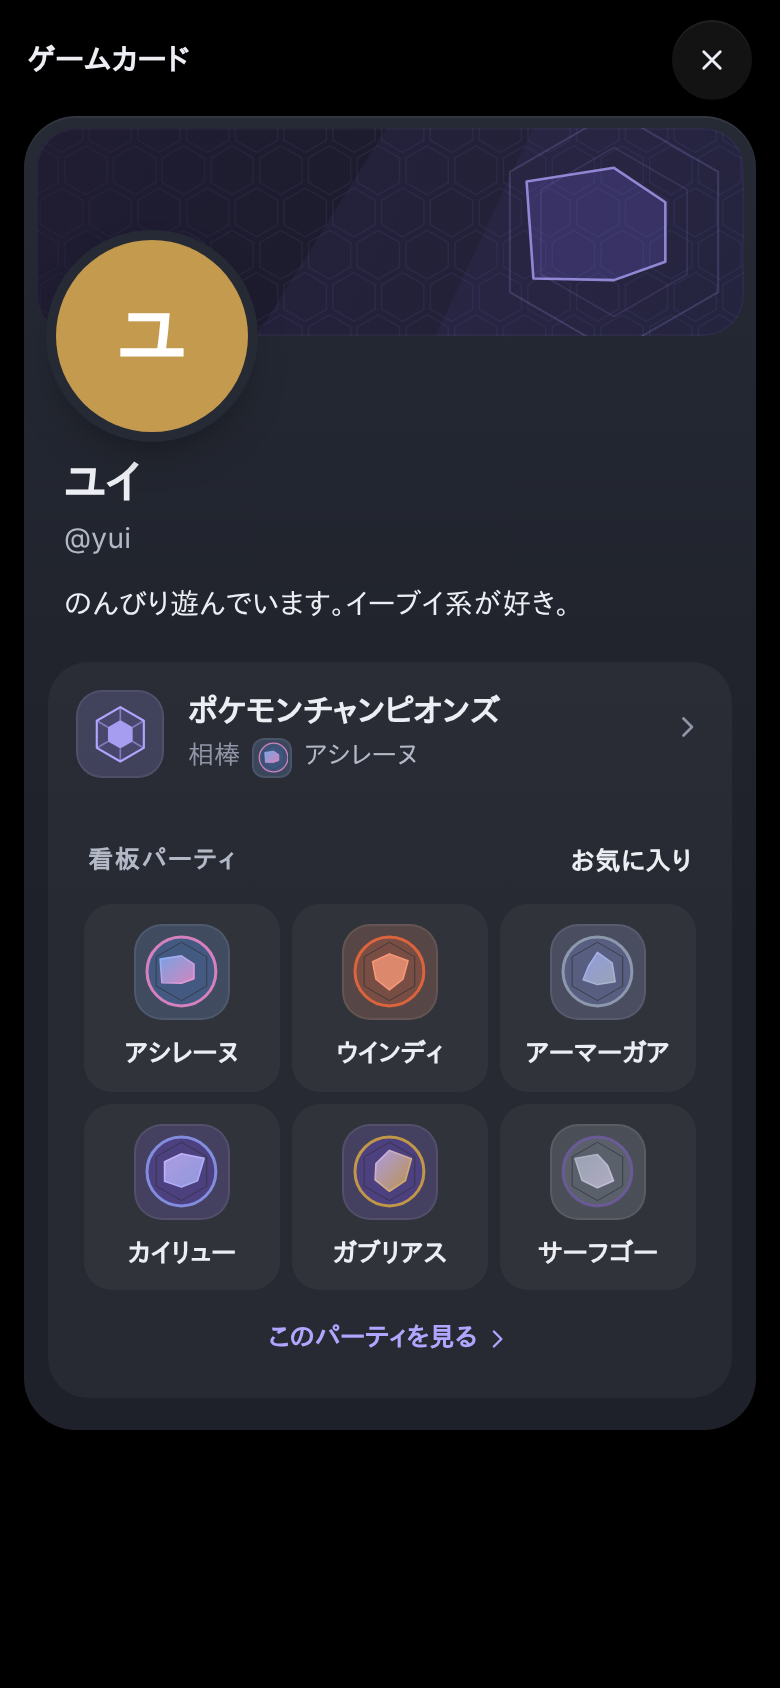 ゲームカード
ユ
ユイ
@yui
のんびり遊んでいます。イーブイ系が好き。
ポケモンチャンピオンズ
相棒 アシレーヌ
看板パーティ
お気に入り
アシレーヌ
ウインディ
アーマーガア
カイリュー
ガブリアス
サーフゴー
このパーティを見る